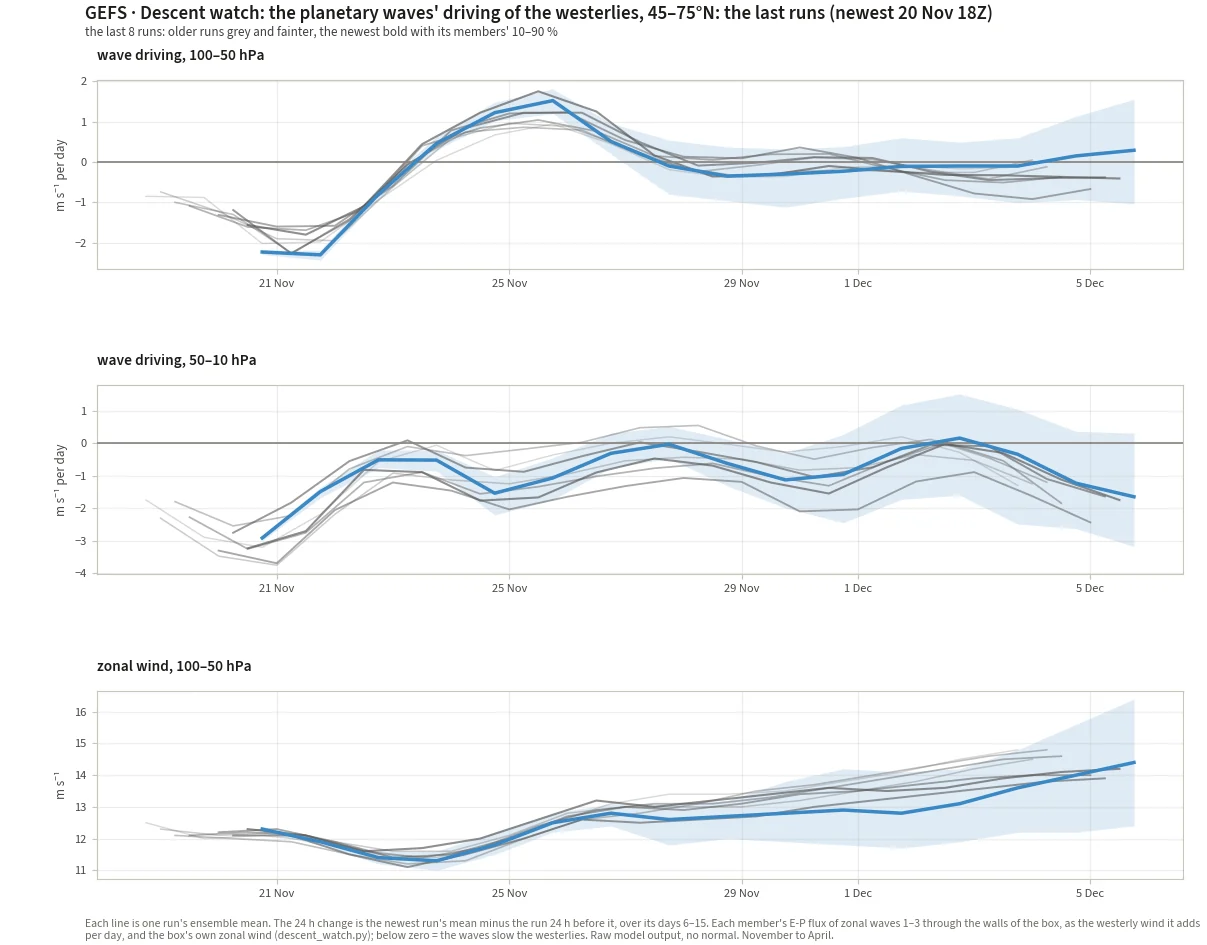 GEFS · Descent watch: the planetary waves' driving of the westerlies, 45–75°N: the last runs (newest 20 Nov 18Z)
the last 8 runs: older runs grey and fainter, the newest bold with its members' 10–90 %
wave driving, 100–50 hPa
2
1
0
−1
−2
m s⁻¹ per day
21 Nov
25 Nov
29 Nov
1 Dec
5 Dec
wave driving, 50–10 hPa
1
0
−1
−2
−3
−4
m s⁻¹ per day
21 Nov
25 Nov
29 Nov
1 Dec
5 Dec
zonal wind, 100–50 hPa
16
15
14
13
12
11
m s⁻¹
21 Nov
25 Nov
29 Nov
1 Dec
5 Dec
Each line is one run's ensemble mean. The 24 h change is the newest run's mean minus the run 24 h before it, over its days 6–15. Each member's E-P flux of zonal waves 1–3 through the walls of the box, as the westerly wind it adds
per day, and the box's own zonal wind (descent_watch.py); below zero = the waves slow the westerlies. Raw model output, no normal. November to April.